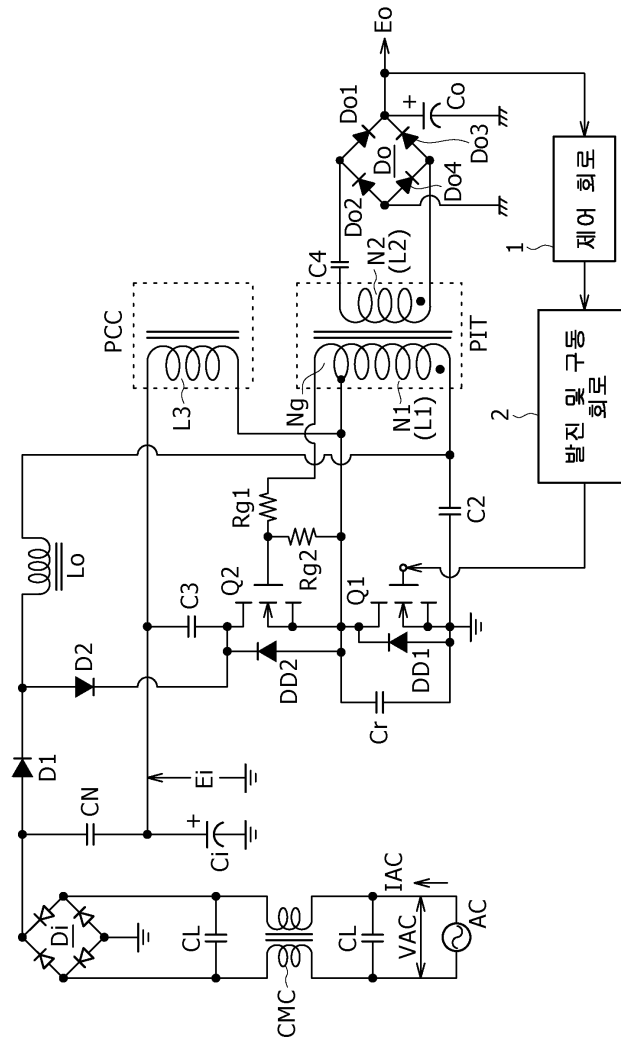 AC
VAC
IAC
CL
CMC
CL
Di
CN
D1
Ci
+
Ei
D2
Lo
C3
Q2
DD2
Rg1
Rg2
Cr
Q1
DD1
C2
PCC
L3
Ng
N1
(L1)
PIT
N2
(L2)
C4
Do1
Do2
Do
Do3
Do4
+
Co
Eo
1
제어 회로
2
발진 및 구동
회로